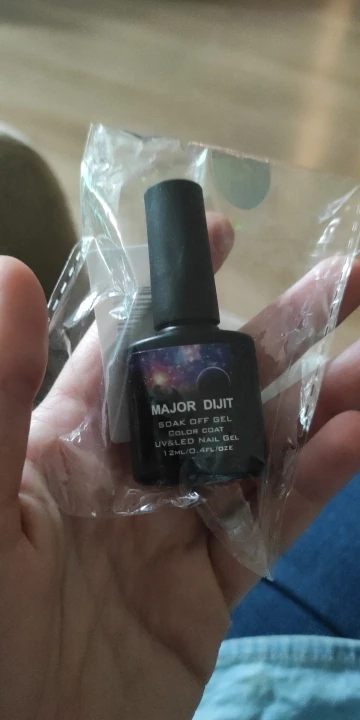 MAJOR DIJIT
SOAK OFF GEL
COLOR COAT
UV&LED NAIL GEL
12ML/0.4FL/OZE